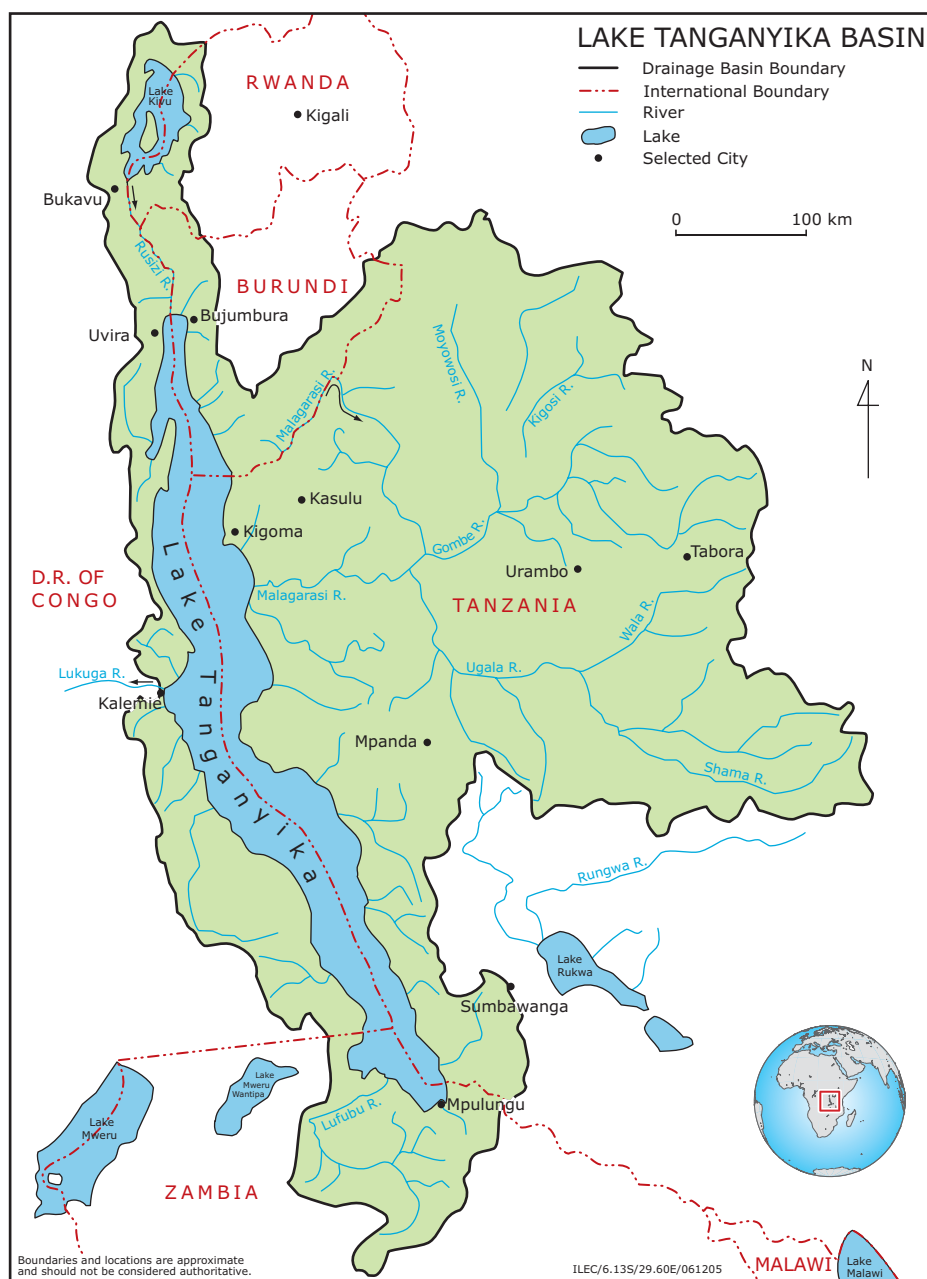 LAKE TANGANYIKA BASIN
Drainage Basin Boundary
International Boundary
River
Lake
Selected City
0 100 km
N
RWANDA
Kigali
Lake
Kivu
Bukavu
Rusizi R.
BURUNDI
Bujumbura
Uvira
Malagarasi R.
Moyowosi R.
Kigosi R.
Kasulu
Kigoma
Gombe R.
Urambo
Tabora
D.R. OF
CONGO
Malagarasi R.
TANZANIA
Wala R.
Ugala R.
Lukuga R.
Kalemie
Lake Tanganyika
Mpanda
Shama R.
Rungwa R.
Lake
Rukwa
Sumbawanga
Lake
Mweru
Wantipa
Lake
Mweru
Mpulungu
Lufubu R.
ZAMBIA
MALAWI
Lake
Malawi
Boundaries and locations are approximate
and should not be considered authoritative.
ILEC/6.13S/29.60E/061205